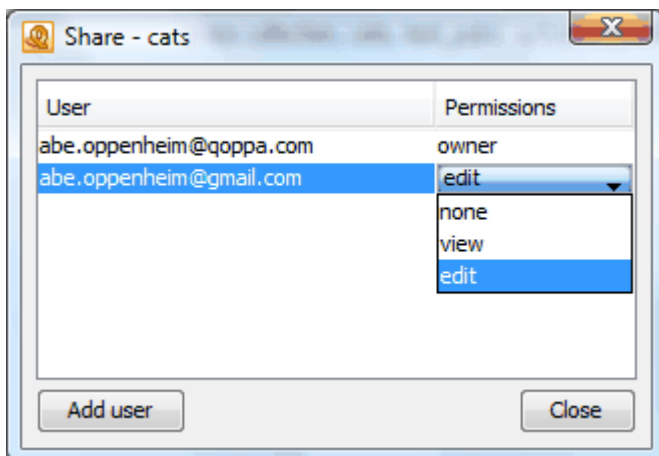 Share - cats
User Permissions
abe.oppenheim@qoppa.com owner
abe.oppenheim@gmail.com edit
none
view
edit
Add user Close